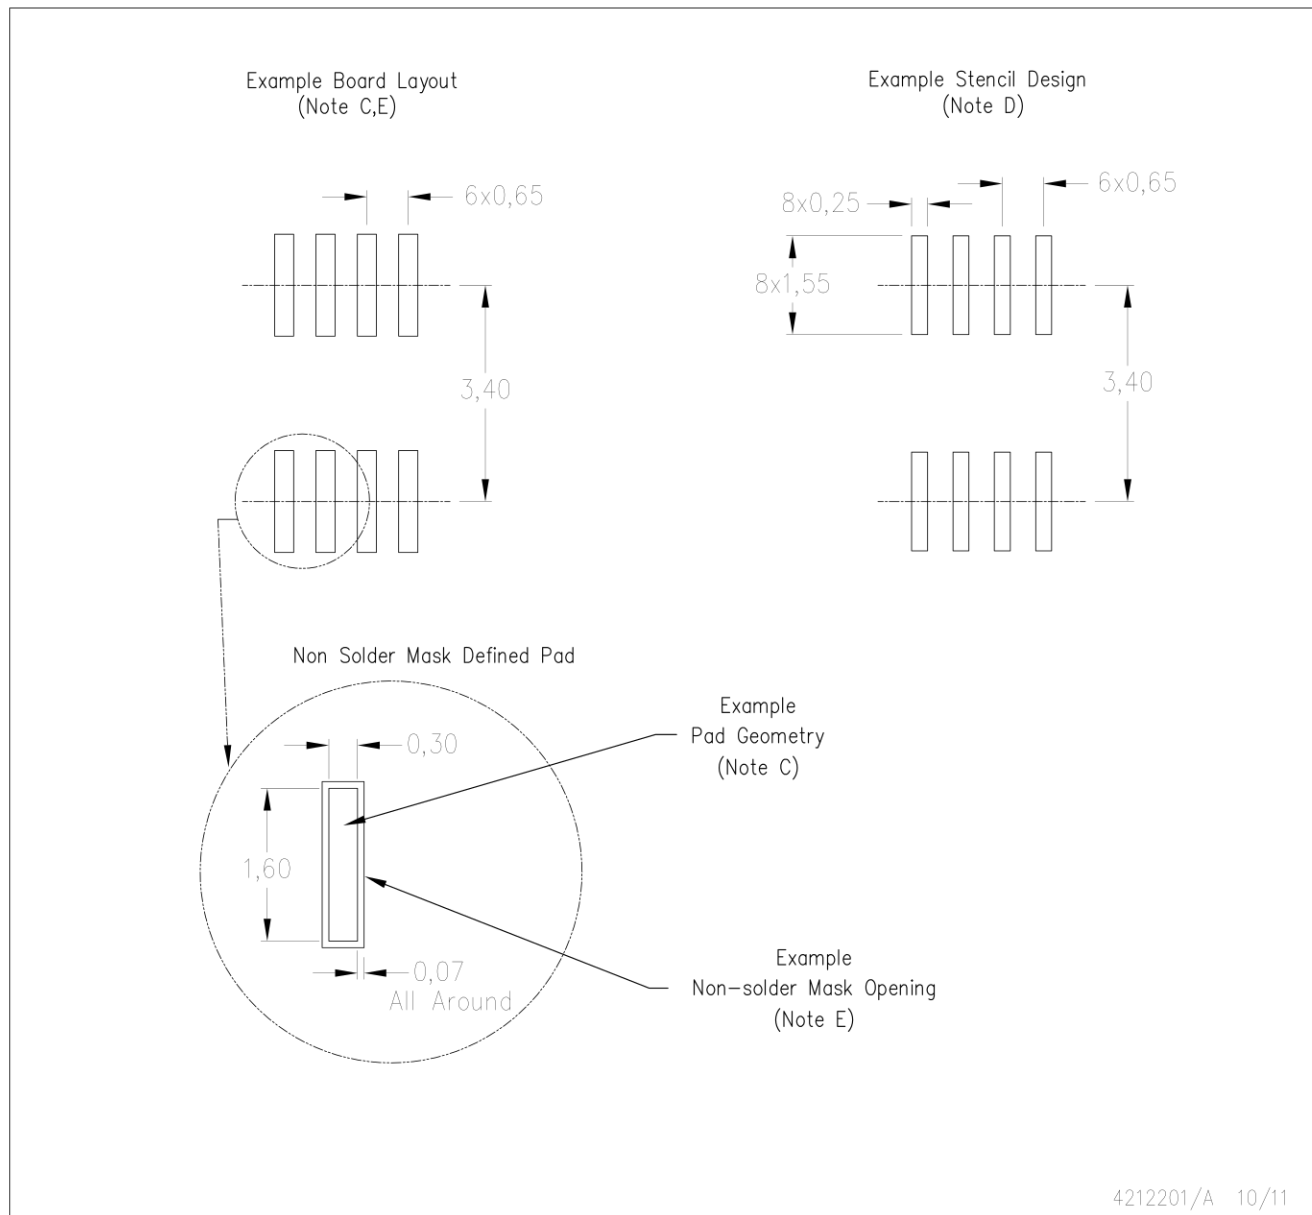 Example Board Layout
(Note C,E)
6x0,65
3,40
Example Stencil Design
(Note D)
6x0,65
8x0,25
8x1,55
3,40
Non Solder Mask Defined Pad
0,30
1,60
0,07
All Around
Example
Pad Geometry
(Note C)
Example
Non-solder Mask Opening
(Note E)
4212201/A 10/11